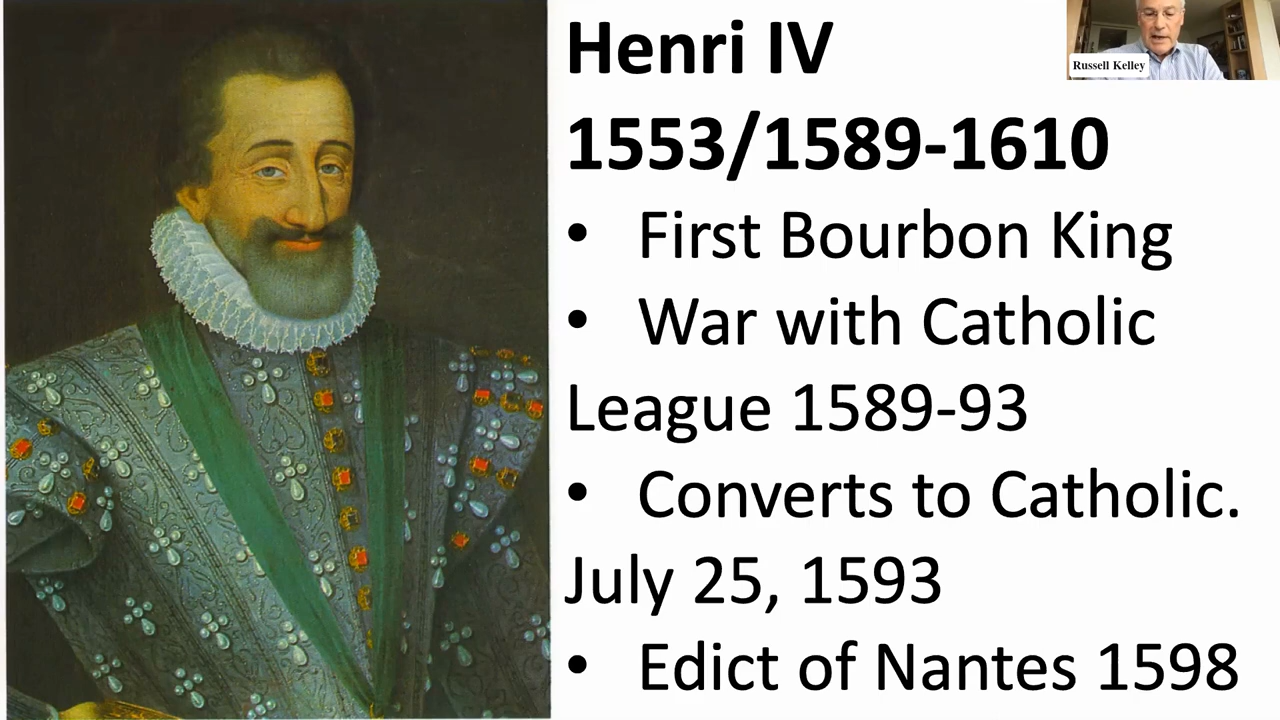 Henri IV
Russell Kelley
1553/1589-1610
• First Bourbon King
• War with Catholic
League 1589-93
• Converts to Catholic.
July 25, 1593
• Edict of Nantes 1598